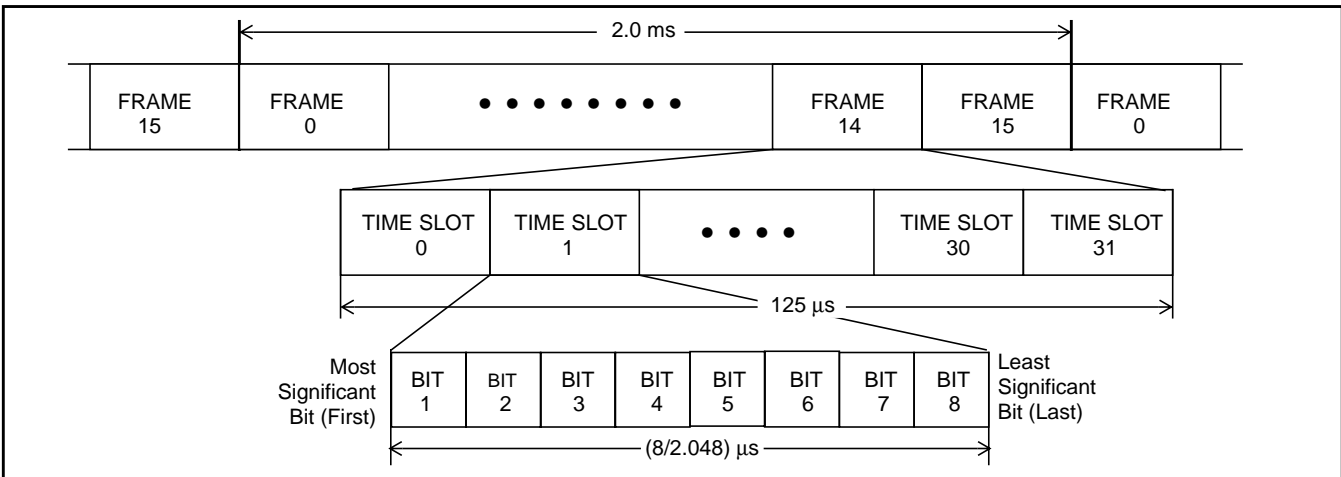 2.0 ms
FRAME
15
FRAME
0
FRAME
14
FRAME
15
FRAME
0
TIME SLOT
0
TIME SLOT
1
TIME SLOT
30
TIME SLOT
31
125 μs
Most
Significant
Bit (First)
BIT
1
BIT
2
BIT
3
BIT
4
BIT
5
BIT
6
BIT
7
BIT
8
Least
Significant
Bit (Last)
(8/2.048) μs